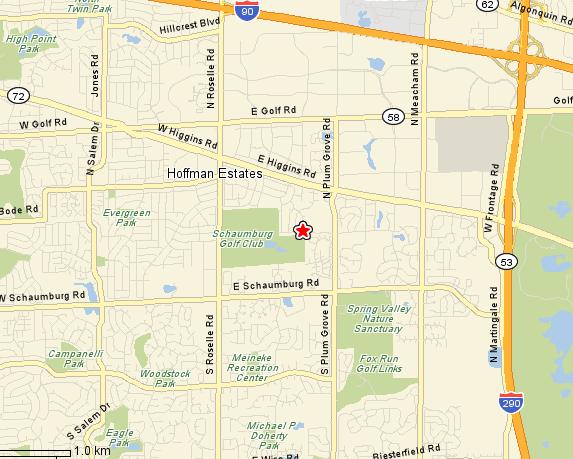 North
Twin Park
90
62
Algonquin Rd
Hillcrest Blvd
High Point
Park
Jones Rd
N Roselle Rd
N Meacham Rd
72
E Golf Rd
58
Golf
W Golf Rd
N Salem Dr
W Higgins Rd
E Higgins Rd
N Plum Grove Rd
Hoffman Estates
W Frontage Rd
Bode Rd
Evergreen
Park
Schaumburg
Golf Club
53
W Schaumburg Rd
E Schaumburg Rd
S Roselle Rd
S Plum Grove Rd
Spring Valley
Nature
Sanctuary
N Martingale Rd
Campanelli
Park
Woodstock
Park
Meineke
Recreation
Center
Fox Run
Golf Links
290
S Salem Dr
Eagle
Park
Michael P
Doherty
Park
E Wise Rd
Biesterfield Rd
1.0 km